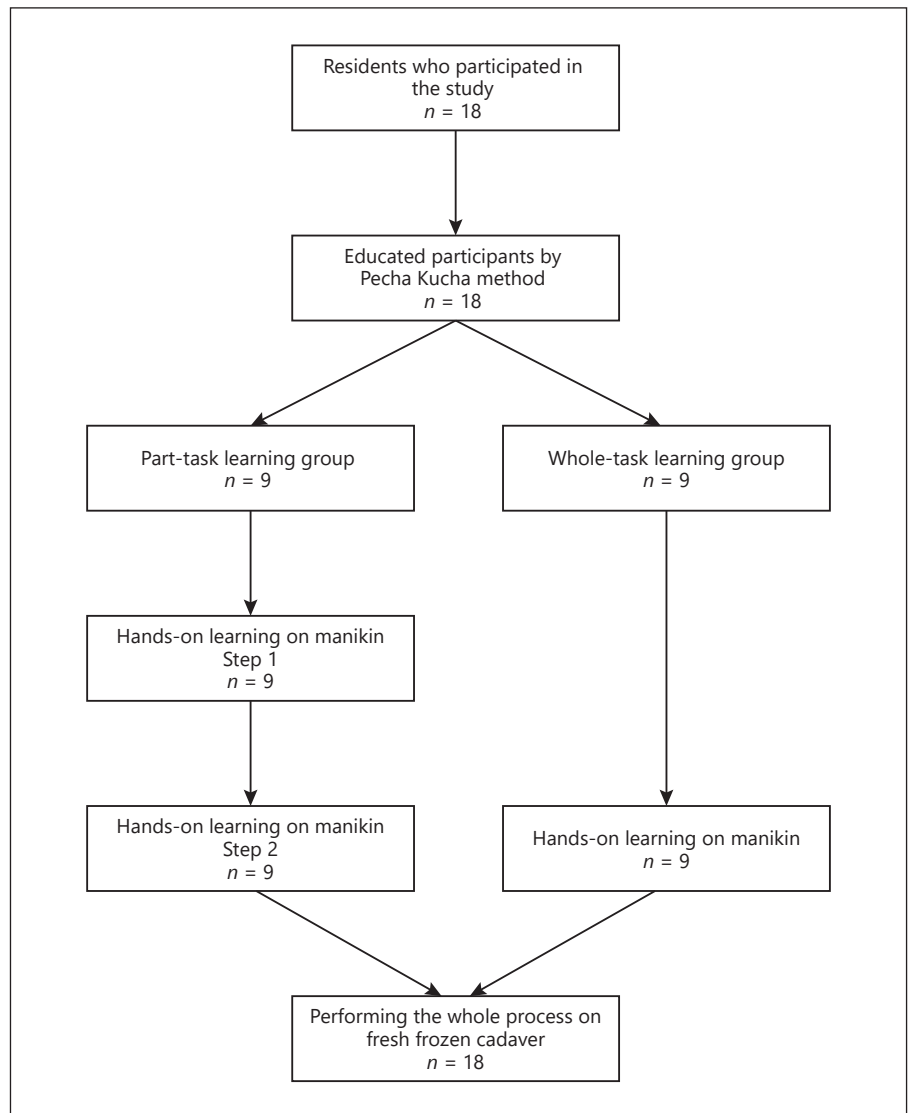 Residents who participated in
the study
n = 18
Educated participants by
Pecha Kucha method
n = 18
Part-task learning group
n = 9
Whole-task learning group
n = 9
Hands-on learning on manikin
Step 1
n = 9
Hands-on learning on manikin
Step 2
n = 9
Hands-on learning on manikin
n = 9
Performing the whole process on
fresh frozen cadaver
n = 18